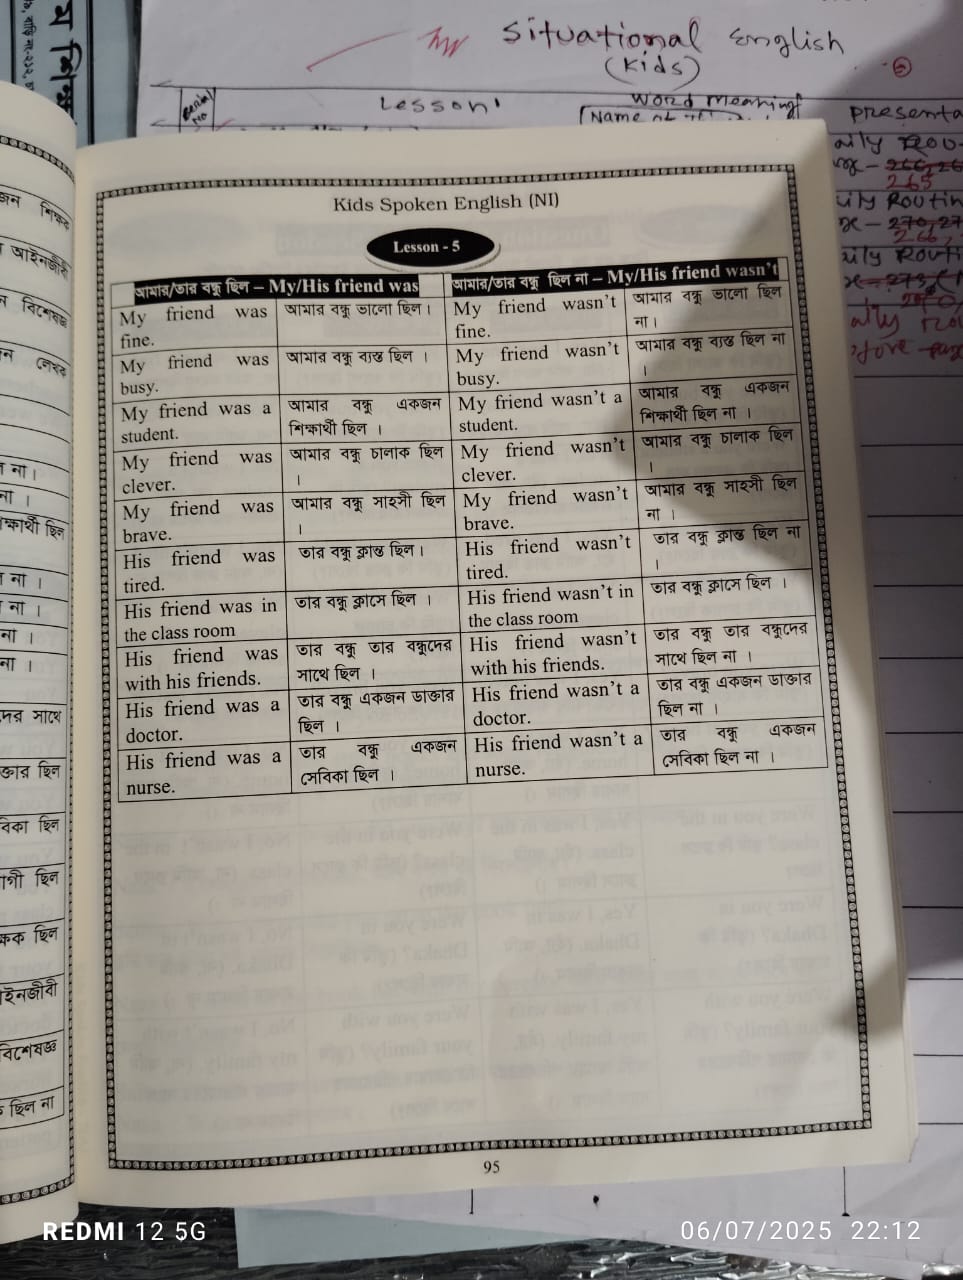 Situational English
(Kids)
Serial No
Lesson
Word Meaning
Name of
presenta
Kids Spoken English (NI)
Lesson - 5
আমার/তার বন্ধু ছিল – My/His friend was
আমার/তার বন্ধু ছিল না – My/His friend wasn't
My friend was
fine.
আমার বন্ধু ভালো ছিল।
My friend wasn't
fine.
আমার বন্ধু ভালো ছিল
না।
My friend was
busy.
আমার বন্ধু ব্যস্ত ছিল ।
My friend wasn't
busy.
আমার বন্ধু ব্যস্ত ছিল না
।
My friend was a
student.
আমার বন্ধু একজন
শিক্ষার্থী ছিল ।
My friend wasn't a
student.
আমার বন্ধু একজন
শিক্ষার্থী ছিল না ।
My friend was
clever.
আমার বন্ধু চালাক ছিল
।
My friend wasn't
clever.
আমার বন্ধু চালাক ছিল
।
My friend was
brave.
আমার বন্ধু সাহসী ছিল
।
My friend wasn't
brave.
আমার বন্ধু সাহসী ছিল
না ।
His friend was
tired.
তার বন্ধু ক্লান্ত ছিল।
His friend wasn't
tired.
তার বন্ধু ক্লান্ত ছিল না
।
His friend was in
the class room
তার বন্ধু ক্লাসে ছিল ।
His friend wasn't in
the class room
তার বন্ধু ক্লাসে ছিল ।
His friend was
with his friends.
তার বন্ধু তার বন্ধুদের
সাথে ছিল ।
His friend wasn't
with his friends.
তার বন্ধু তার বন্ধুদের
সাথে ছিল না ।
His friend was a
doctor.
তার বন্ধু একজন ডাক্তার
ছিল ।
His friend wasn't a
doctor.
তার বন্ধু একজন ডাক্তার
ছিল না ।
His friend was a
nurse.
তার বন্ধু একজন
সেবিকা ছিল ।
His friend wasn't a
nurse.
তার বন্ধু একজন
সেবিকা ছিল না ।
95
REDMI 12 5G
06/07/2025 22:12